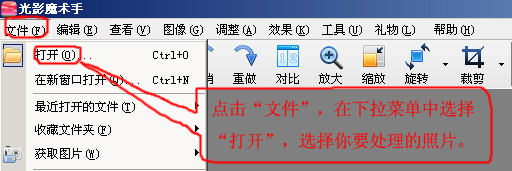 光影魔术手
文件(F) 编辑(E) 查看(V) 图像(G) 调整(A) 效果(K) 工具(U) 礼物(L) 帮助(H)
打开(O)... Ctrl+O
在新窗口打开(Q)... Ctrl+N
消 重做 对比 放大 缩放 旋转 裁剪
最近打开的文件(T)
收藏文件夹(F)
获取图片(W)
点击“文件”，在下拉菜单中选择
“打开”，选择你要处理的照片。